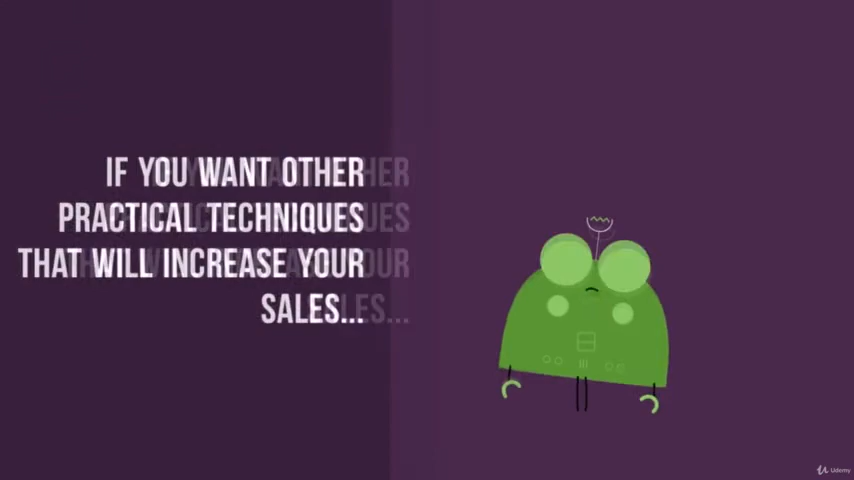 IF YOU WANT OTHER
PRACTICAL TECHNIQUES
THAT WILL INCREASE YOUR
SALES...
Udemy